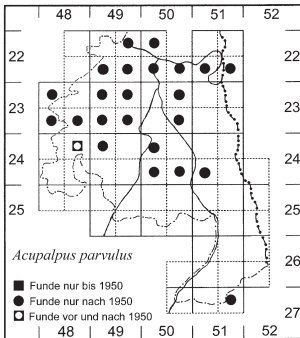 48 49 50 51 52
22 22
23 23
24 24
25 25
26
27
Acupalpus parvulus
Funde nur bis 1950
Funde nur nach 1950
Funde vor und nach 1950
48 49 50 51 52